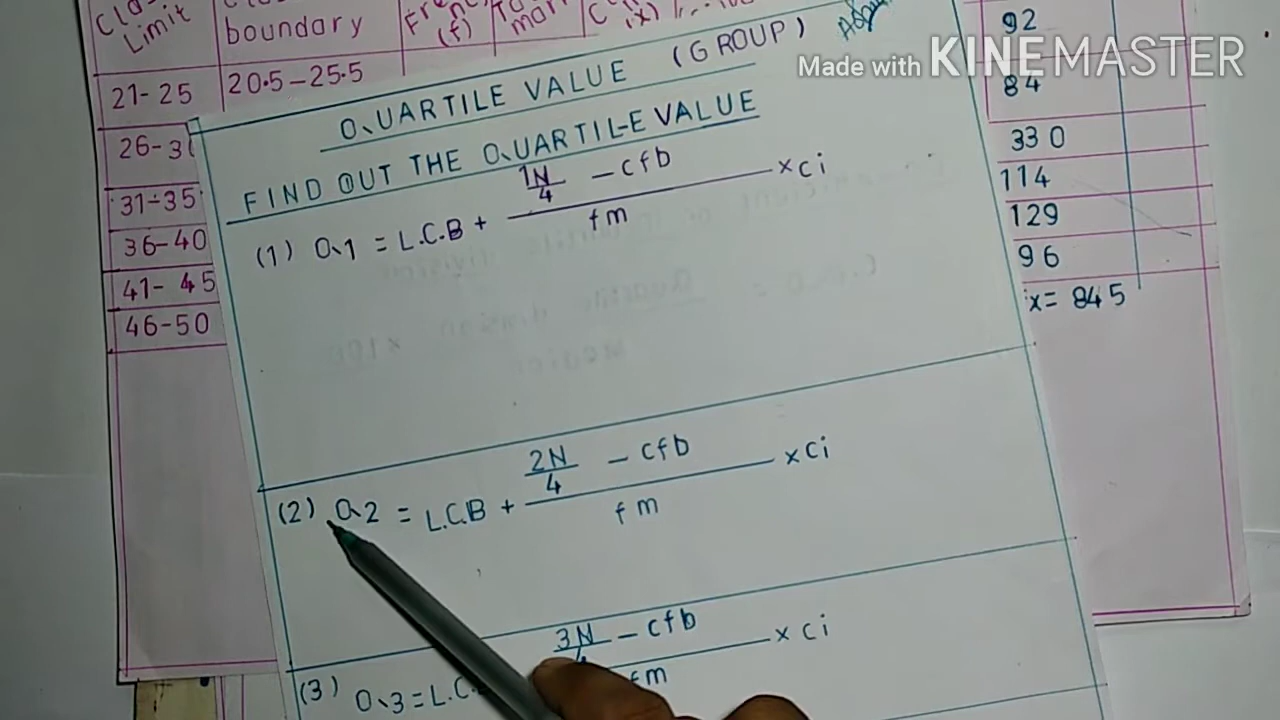 Limit
boundary
(f)
(x)
21-25
20.5-25.5
31-35
36-40
41-45
46-50
QUARTILE VALUE (GROUP)
FIND OUT THE QUARTILE VALUE
(1) Q1 = L.C.B + 1N/4 - cfb / fm × ci
(2) Q2 = L.C.B + 2N/4 - cfb / fm × ci
(3) Q3 = L.C. 3N - cfb / fm × ci
92
84
330
114
129
96
x = 845
Made with KINEMASTER